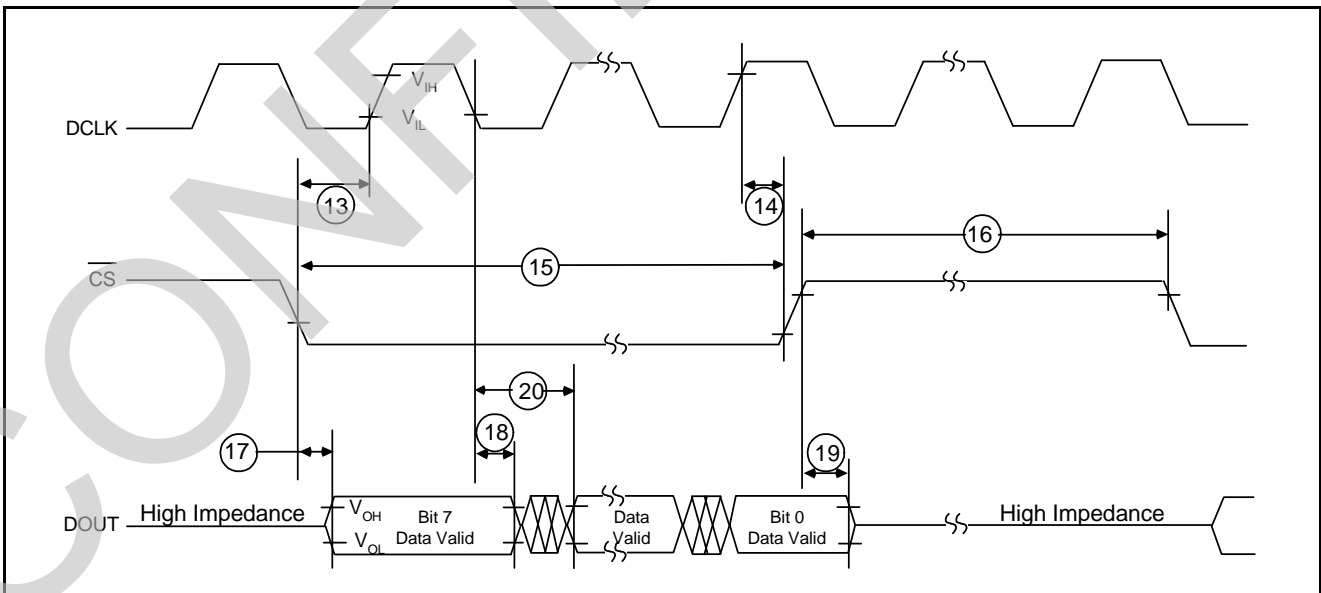 CONFI
V_IH
DCLK
V_IL
13
14
16
CS
15
20
18
17
19
High Impedance
V_OH
Bit 7
Data
Bit 0
High Impedance
DOUT
Data Valid
Valid
Data Valid
V_OL